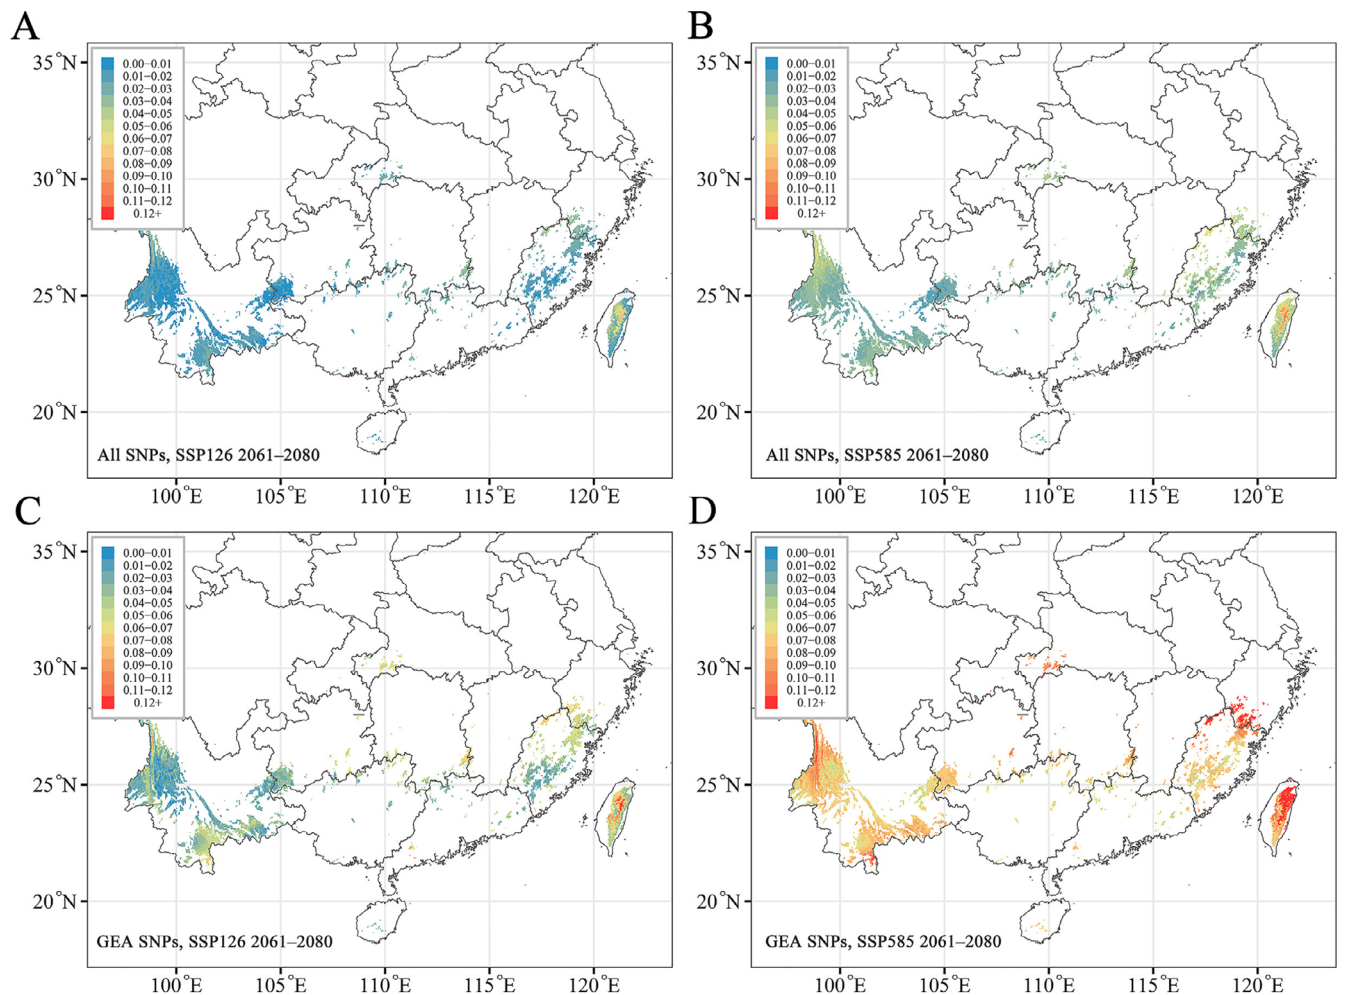 A
35°N
30°N
25°N
20°N
0.00−0.01
0.01−0.02
0.02−0.03
0.03−0.04
0.04−0.05
0.05−0.06
0.06−0.07
0.07−0.08
0.08−0.09
0.09−0.10
0.10−0.11
0.11−0.12
0.12+
All SNPs, SSP126 2061–2080
100°E 105°E 110°E 115°E 120°E
B
35°N
30°N
25°N
20°N
0.00−0.01
0.01−0.02
0.02−0.03
0.03−0.04
0.04−0.05
0.05−0.06
0.06−0.07
0.07−0.08
0.08−0.09
0.09−0.10
0.10−0.11
0.11−0.12
0.12+
All SNPs, SSP585 2061–2080
100°E 105°E 110°E 115°E 120°E
C
35°N
30°N
25°N
20°N
0.00−0.01
0.01−0.02
0.02−0.03
0.03−0.04
0.04−0.05
0.05−0.06
0.06−0.07
0.07−0.08
0.08−0.09
0.09−0.10
0.10−0.11
0.11−0.12
0.12+
GEA SNPs, SSP126 2061–2080
100°E 105°E 110°E 115°E 120°E
D
35°N
30°N
25°N
20°N
0.00−0.01
0.01−0.02
0.02−0.03
0.03−0.04
0.04−0.05
0.05−0.06
0.06−0.07
0.07−0.08
0.08−0.09
0.09−0.10
0.10−0.11
0.11−0.12
0.12+
GEA SNPs, SSP585 2061–2080
100°E 105°E 110°E 115°E 120°E